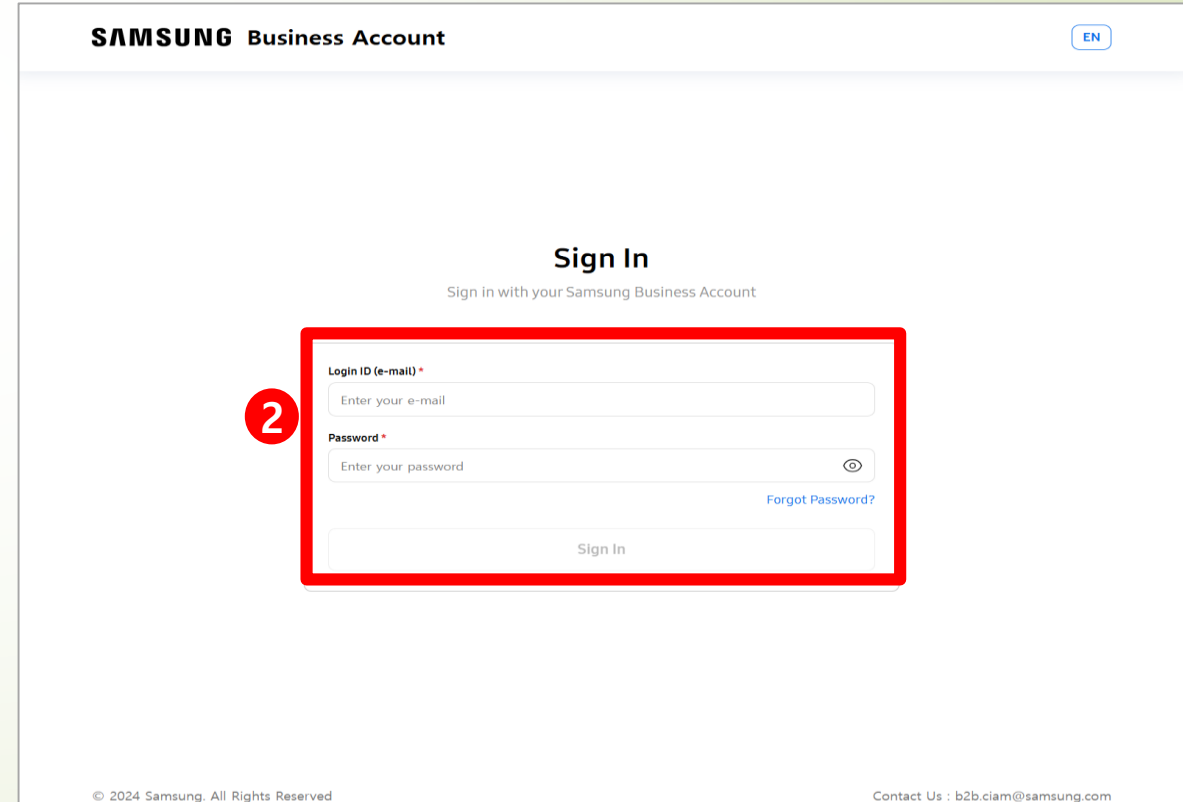 SAMSUNG Business Account
EN
Sign In
Sign in with your Samsung Business Account
2
Login ID (e-mail) *
Enter your e-mail
Password *
Enter your password
Forgot Password?
Sign In
© 2024 Samsung. All Rights Reserved
Contact Us : b2b.ciam@samsung.com